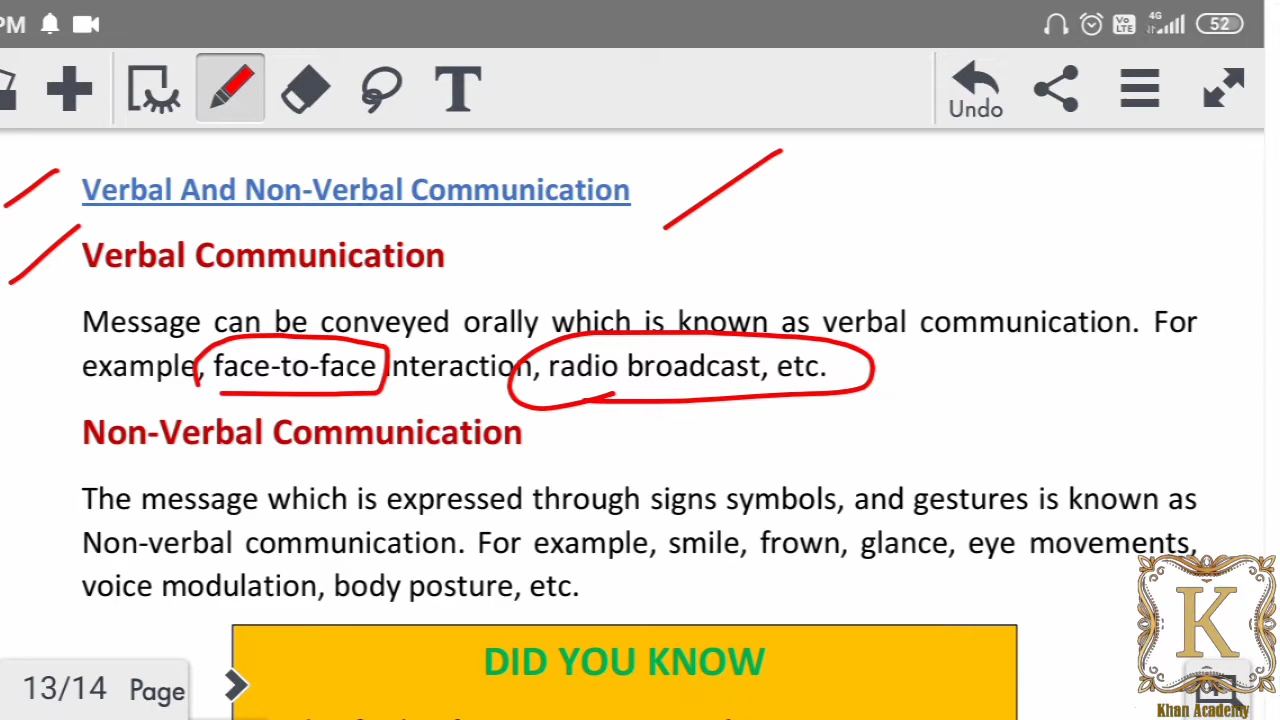 PM
Vo LTE
4G
52
T
Undo
Verbal And Non-Verbal Communication
Verbal Communication
Message can be conveyed orally which is known as verbal communication. For
example, face-to-face interaction, radio broadcast, etc.
Non-Verbal Communication
The message which is expressed through signs symbols, and gestures is known as
Non-verbal communication. For example, smile, frown, glance, eye movements,
voice modulation, body posture, etc.
DID YOU KNOW
13/14 Page
K
Khan Academy